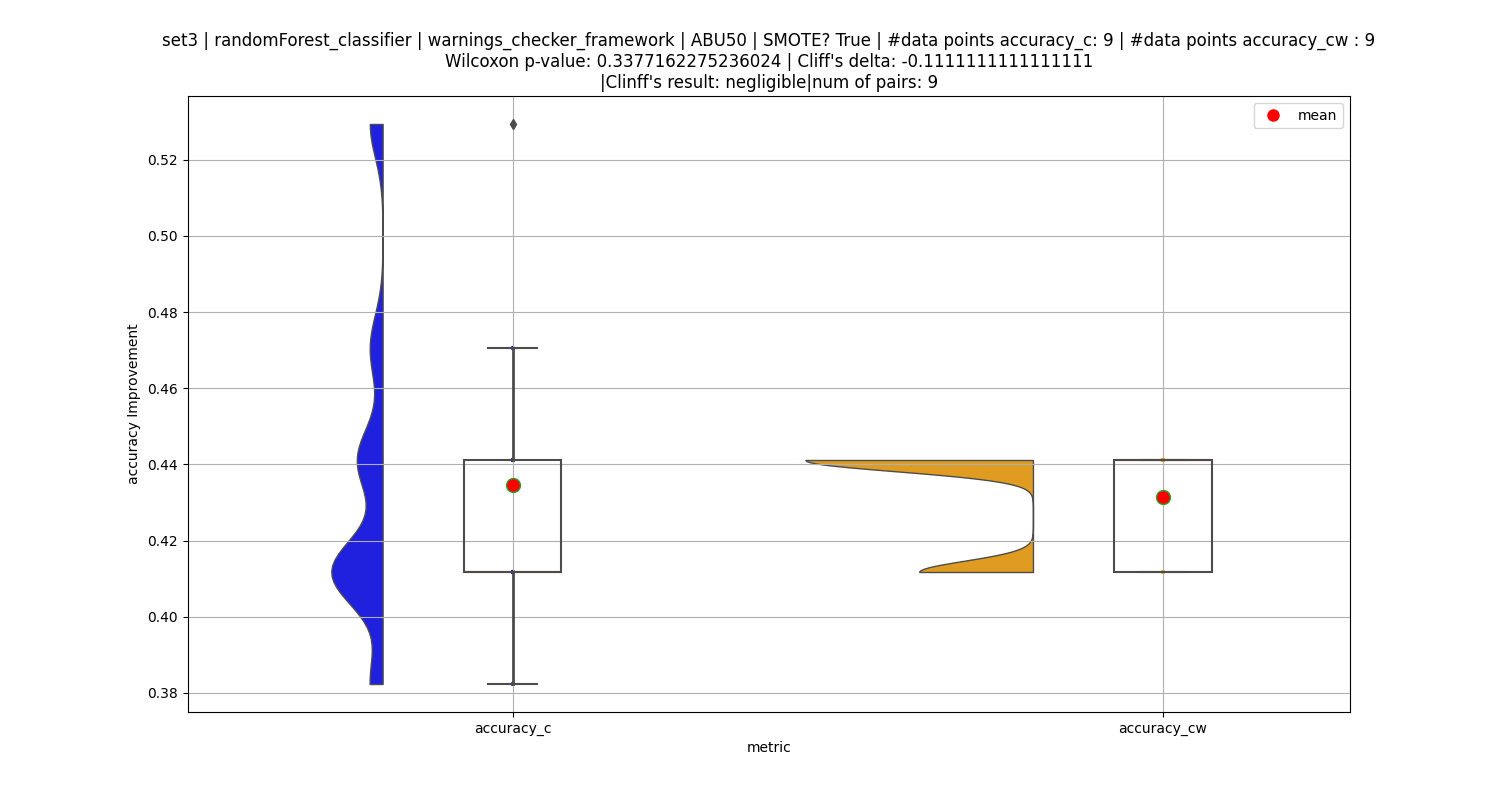 set3 | randomForest_classifier | warnings_checker_framework | ABU50 | SMOTE? True | #data points accuracy_c: 9 | #data points accuracy_cw : 9
Wilcoxon p-value: 0.3377162275236024 | Cliff's delta: -0.1111111111111111
|Clinff's result: negligible|num of pairs: 9
mean
accuracy Improvement
0.52
0.50
0.48
0.46
0.44
0.42
0.40
0.38
accuracy_c
accuracy_cw
metric